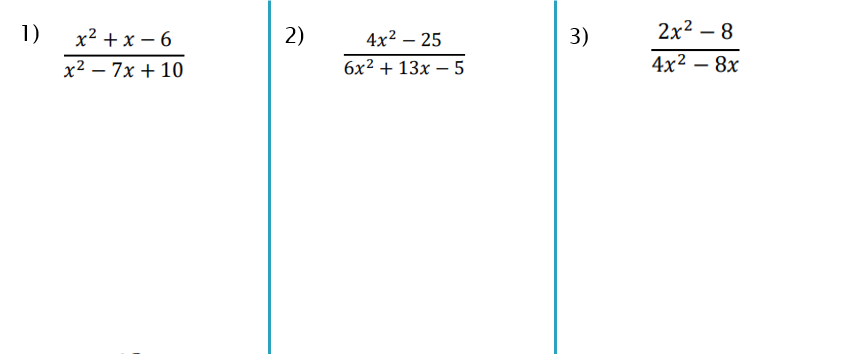 1) x² + x − 6
x² − 7x + 10
2) 4x² − 25
6x² + 13x − 5
3) 2x² − 8
4x² − 8x